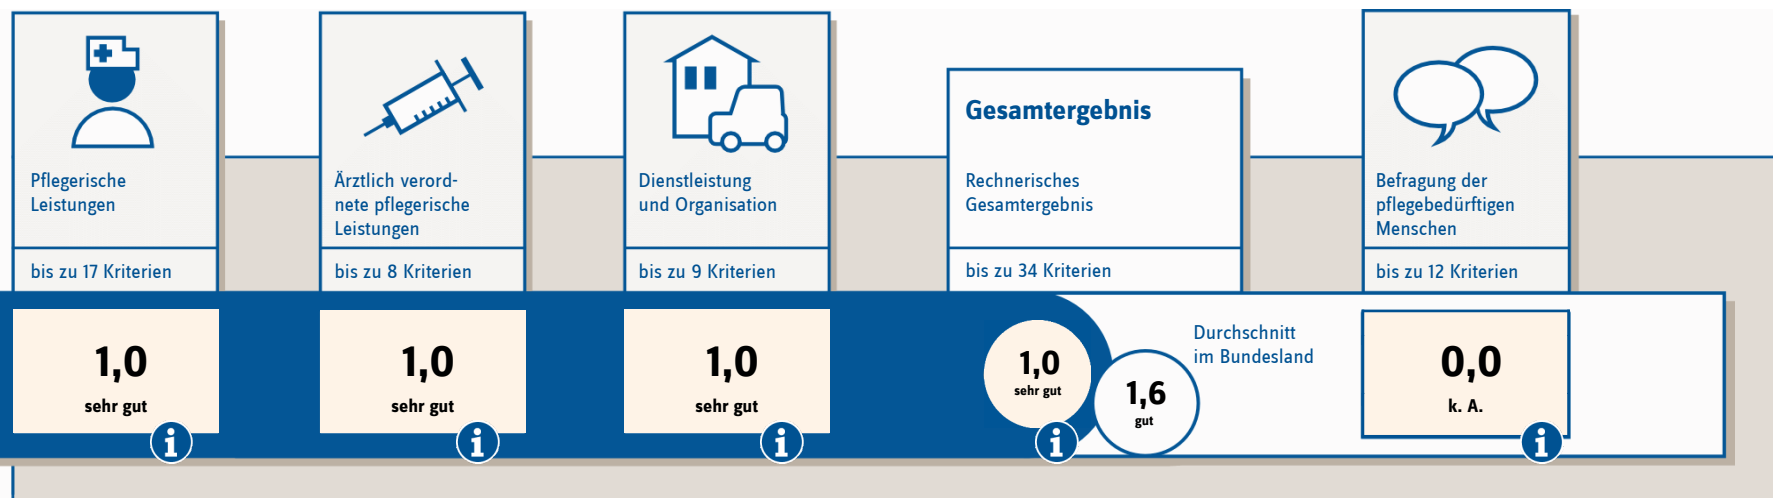 Pflegerische
Leistungen
bis zu 17 Kriterien
1,0
sehr gut
i
Ärztlich verord-
nete pflegerische
Leistungen
bis zu 8 Kriterien
1,0
sehr gut
i
Dienstleistung
und Organisation
bis zu 9 Kriterien
1,0
sehr gut
i
Gesamtergebnis
Rechnerisches
Gesamtergebnis
bis zu 34 Kriterien
1,0
sehr gut
i
1,6
gut
Durchschnitt
im Bundesland
Befragung der
pflegebedürftigen
Menschen
bis zu 12 Kriterien
0,0
k. A.
i